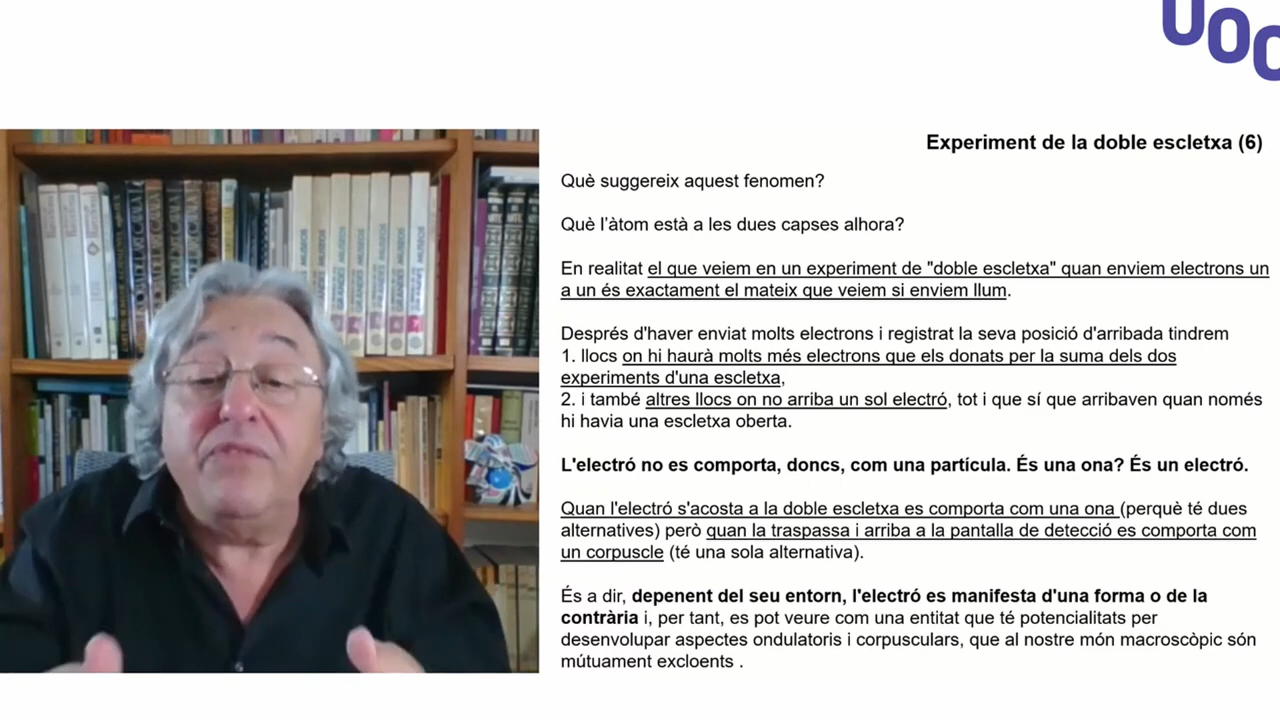 UOC
Experiment de la doble escletxa (6)
Què suggereix aquest fenomen?
Què l'àtom està a les dues capses alhora?
En realitat el que veiem en un experiment de "doble escletxa" quan enviem electrons un
a un és exactament el mateix que veiem si enviem llum.
Després d'haver enviat molts electrons i registrat la seva posició d'arribada tindrem
1. llocs on hi haurà molts més electrons que els donats per la suma dels dos
experiments d'una escletxa,
2. i també altres llocs on no arriba un sol electró, tot i que sí que arribaven quan només
hi havia una escletxa oberta.
L'electró no es comporta, doncs, com una partícula. És una ona? És un electró.
Quan l'electró s'acosta a la doble escletxa es comporta com una ona (perquè té dues
alternatives) però quan la traspassa i arriba a la pantalla de detecció es comporta com
un corpuscle (té una sola alternativa).
És a dir, depenent del seu entorn, l'electró es manifesta d'una forma o de la
contrària i, per tant, es pot veure com una entitat que té potencialitats per
desenvolupar aspectes ondulatoris i corpusculars, que al nostre món macroscòpic són
mútuament excloents .